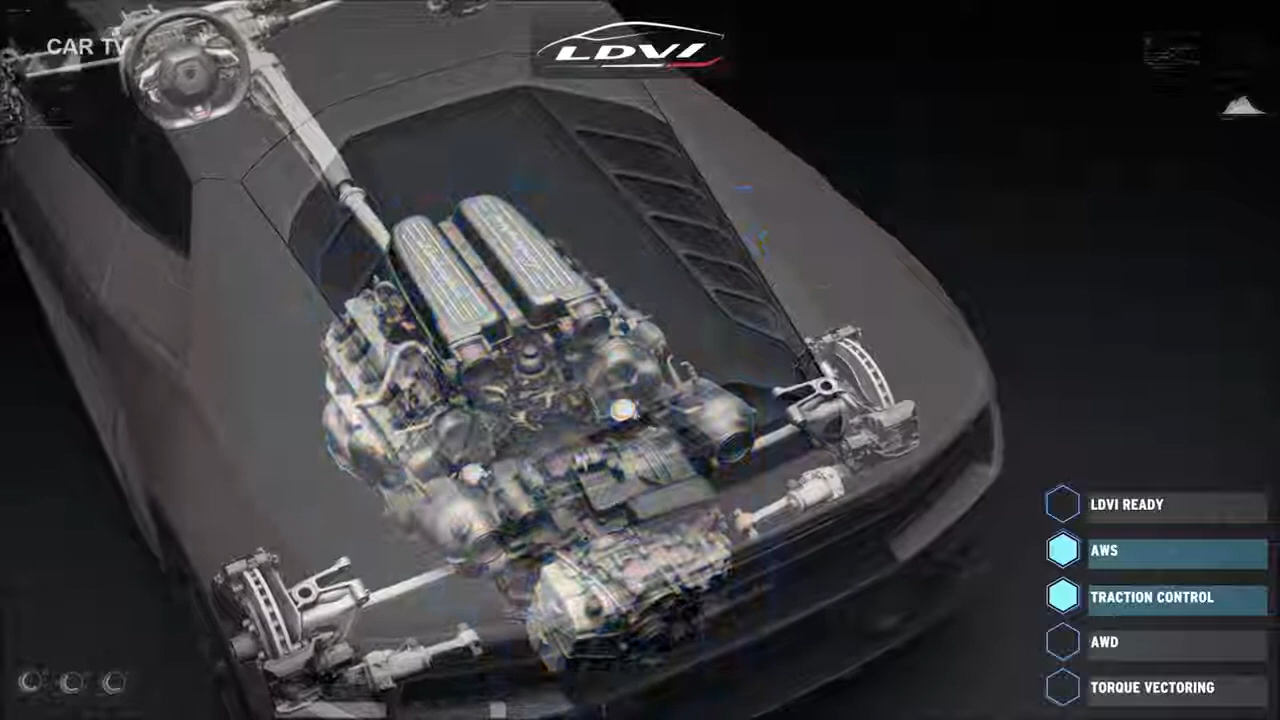 CAR TV
LDVI
LDVI READY
AWS
TRACTION CONTROL
AWD
TORQUE VECTORING